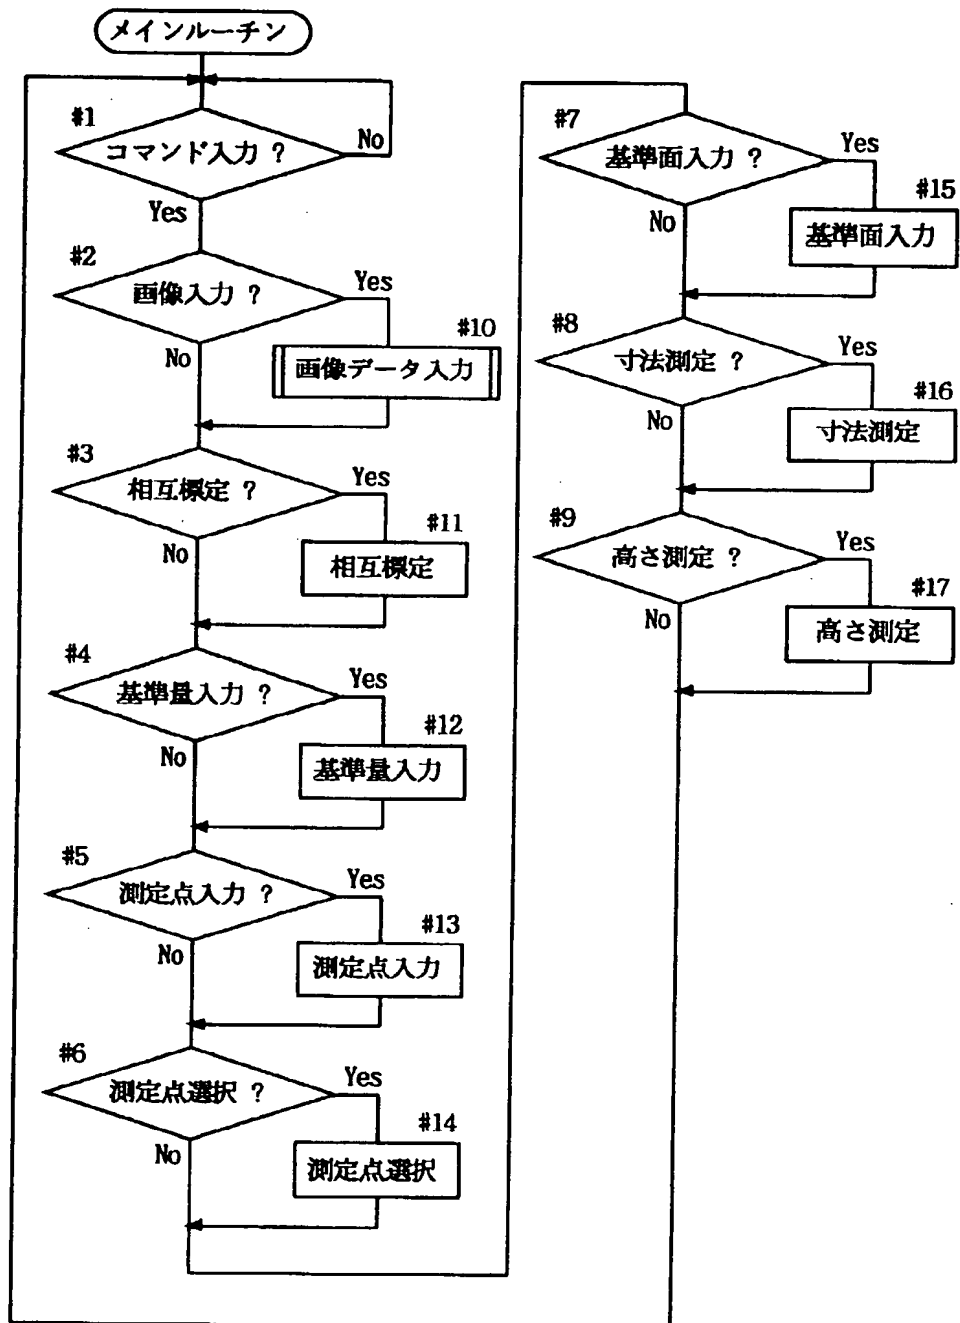 メインルーチン
#1
コマンド入力 ?
No
Yes
#2
画像入力 ?
Yes
No
#10
画像データ入力
#3
相互標定 ?
Yes
No
#11
相互標定
#4
基準量入力 ?
Yes
No
#12
基準量入力
#5
測定点入力 ?
Yes
No
#13
測定点入力
#6
測定点選択 ?
Yes
No
#14
測定点選択
#7
基準面入力 ?
Yes
No
#15
基準面入力
#8
寸法測定 ?
Yes
No
#16
寸法測定
#9
高さ測定 ?
Yes
No
#17
高さ測定